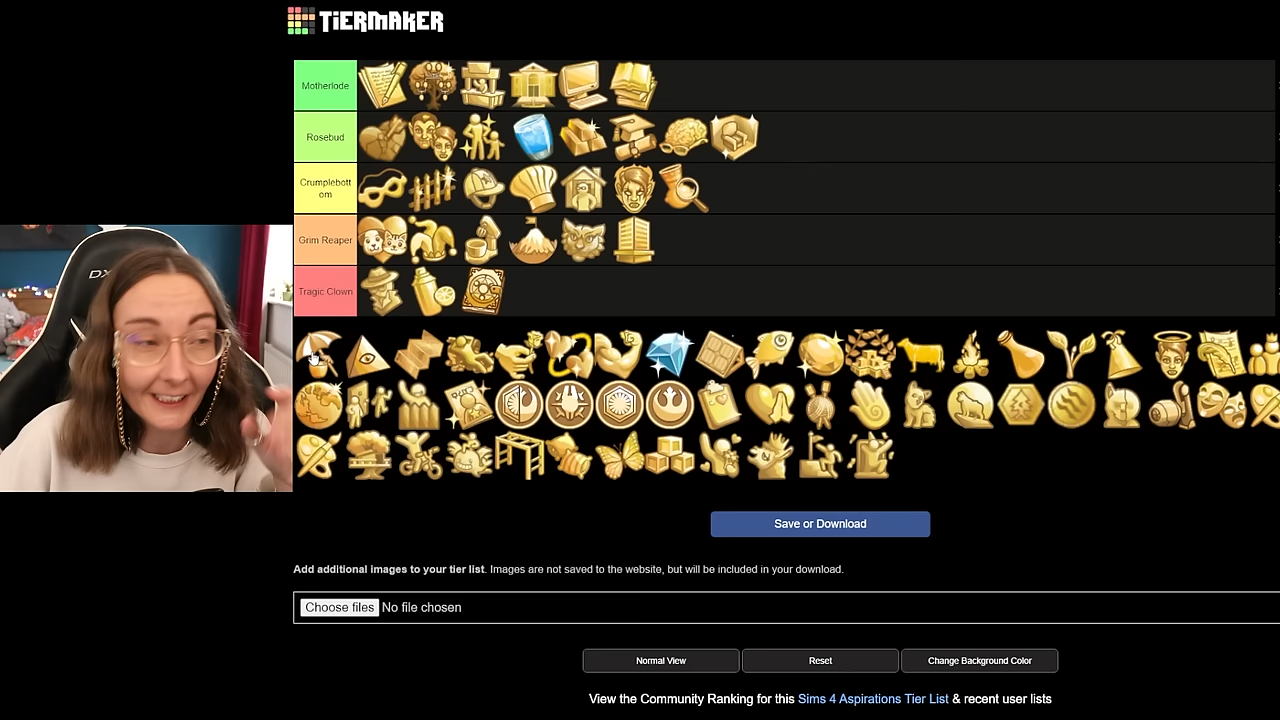 TiERMAKER
Motherlode
Rosebud
Crumplebott
om
Grim Reaper
Tragic Clown
DX
Save or Download
Add additional images to your tier list. Images are not saved to the website, but will be included in your download.
Choose files No file chosen
Normal View Reset Change Background Color
View the Community Ranking for this Sims 4 Aspirations Tier List & recent user lists